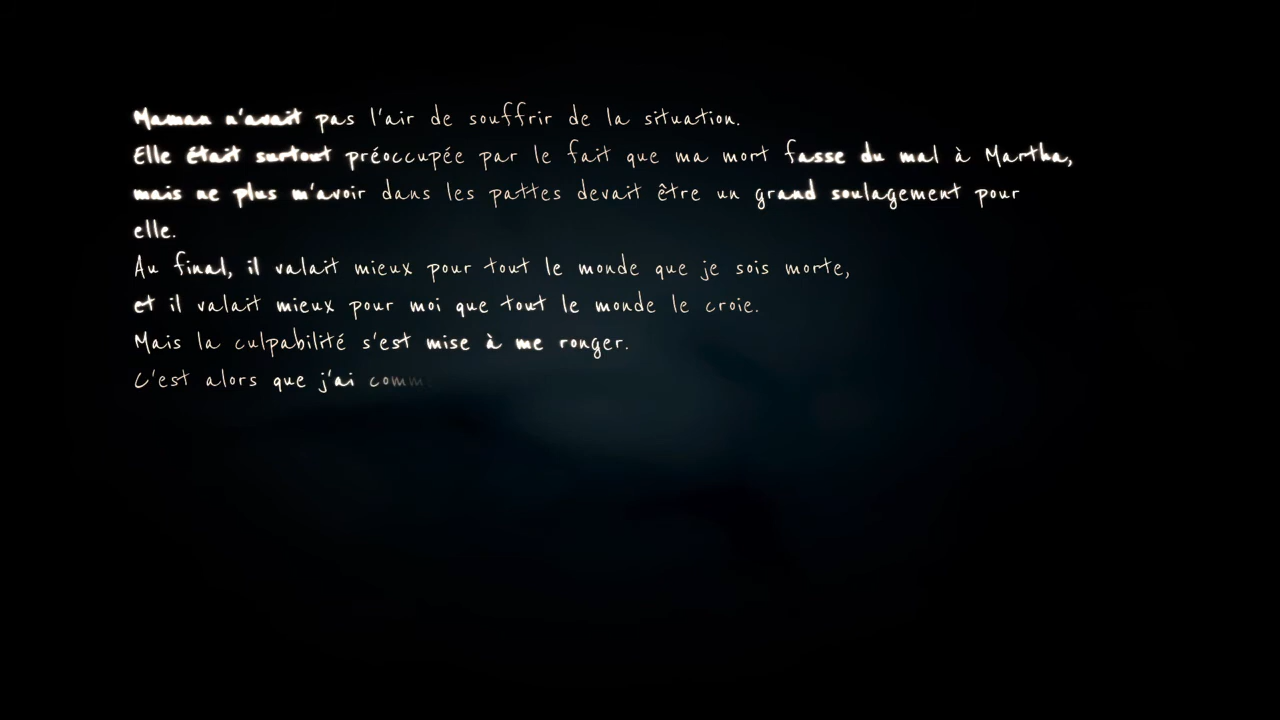 Maman n'avait pas l'air de souffrir de la situation.
Elle était surtout préoccupée par le fait que ma mort fasse du mal à Martha,
mais ne plus m'avoir dans les pattes devait être un grand soulagement pour
elle.
Au final, il valait mieux pour tout le monde que je sois morte,
et il valait mieux pour moi que tout le monde le croie.
Mais la culpabilité s'est mise à me ronger.
C'est alors que j'ai comm